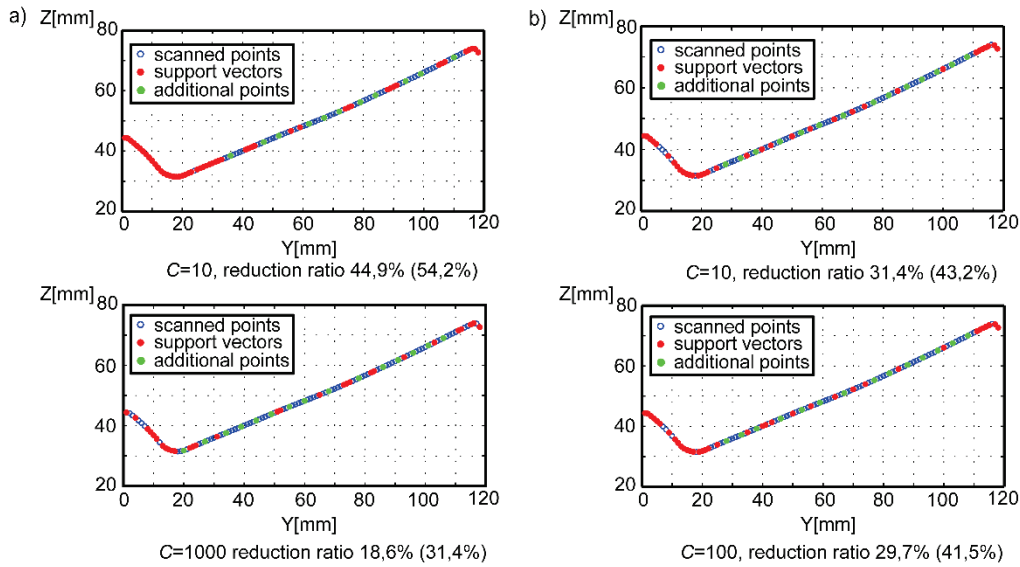 a)
Z[mm]
80
60
40
20
scanned points
support vectors
additional points
0 20 40 60 80 100 120
Y[mm]
C=10, reduction ratio 44,9% (54,2%)
b)
Z[mm]
80
60
40
20
scanned points
support vectors
additional points
0 20 40 60 80 100 120
Y[mm]
C=10, reduction ratio 31,4% (43,2%)
Z[mm]
80
60
40
20
scanned points
support vectors
additional points
0 20 40 60 80 100 120
Y[mm]
C=1000 reduction ratio 18,6% (31,4%)
Z[mm]
80
60
40
20
scanned points
support vectors
additional points
0 20 40 60 80 100 120
Y[mm]
C=100, reduction ratio 29,7% (41,5%)